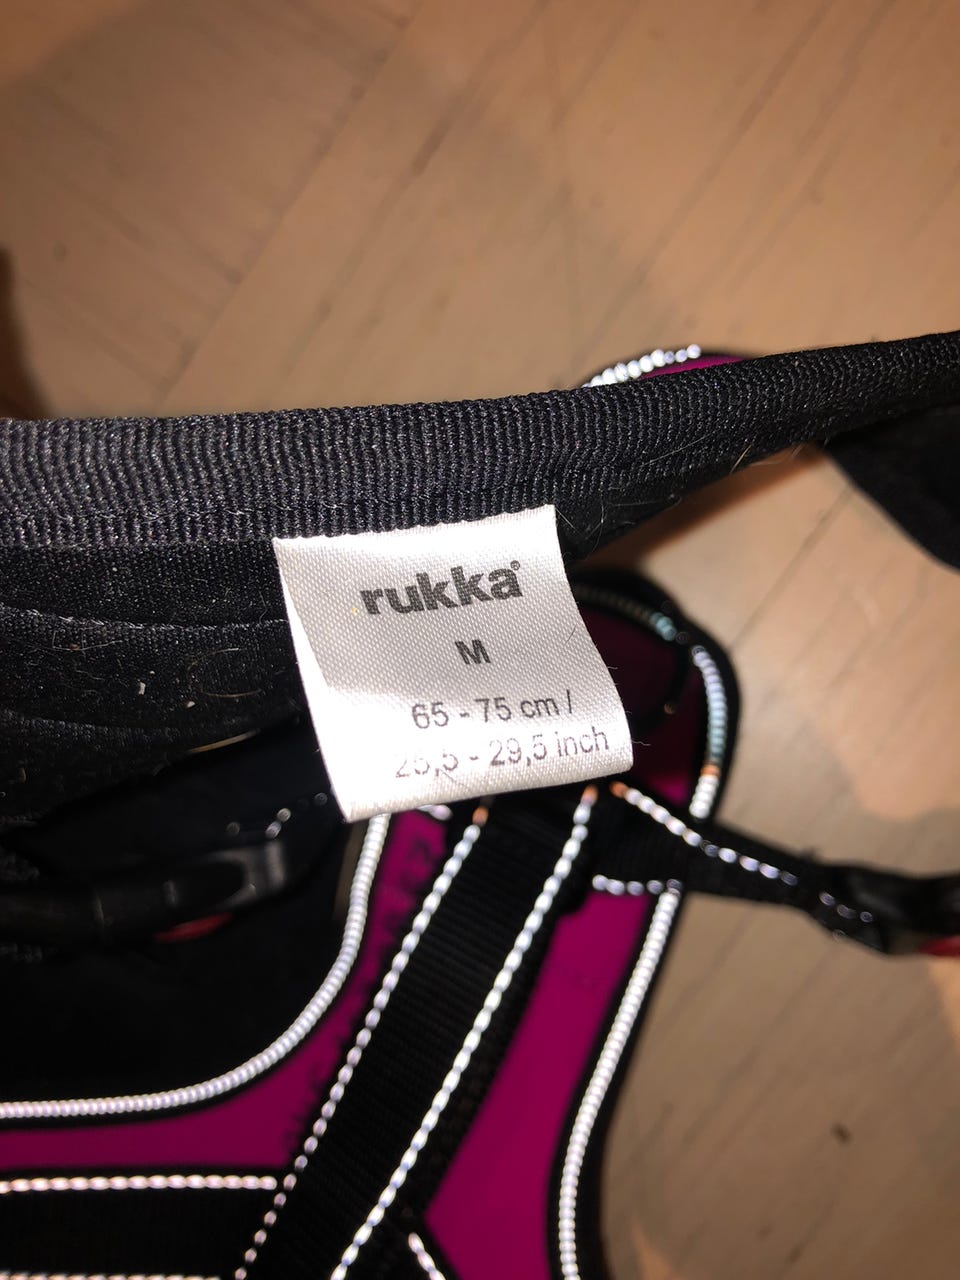 rukka®
M
65 - 75 cm /
25,5 - 29,5 inch